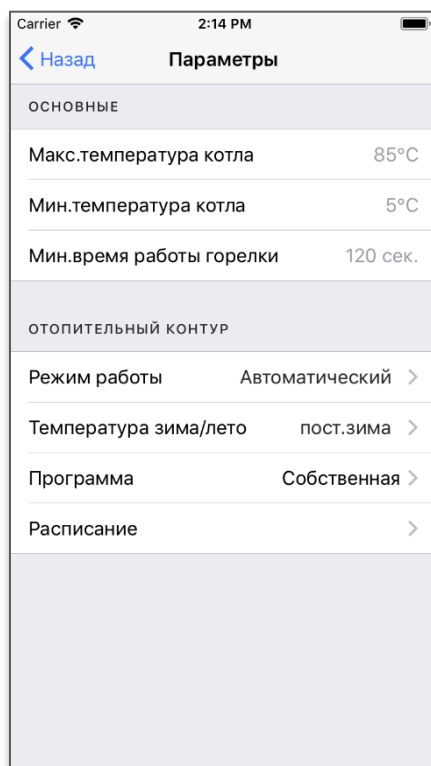 Carrier 2:14 PM
Назад Параметры
ОСНОВНЫЕ
Макс.температура котла 85°C
Мин.температура котла 5°C
Мин.время работы горелки 120 сек.
ОТОПИТЕЛЬНЫЙ КОНТУР
Режим работы Автоматический
Температура зима/лето пост.зима
Программа Собственная
Расписание